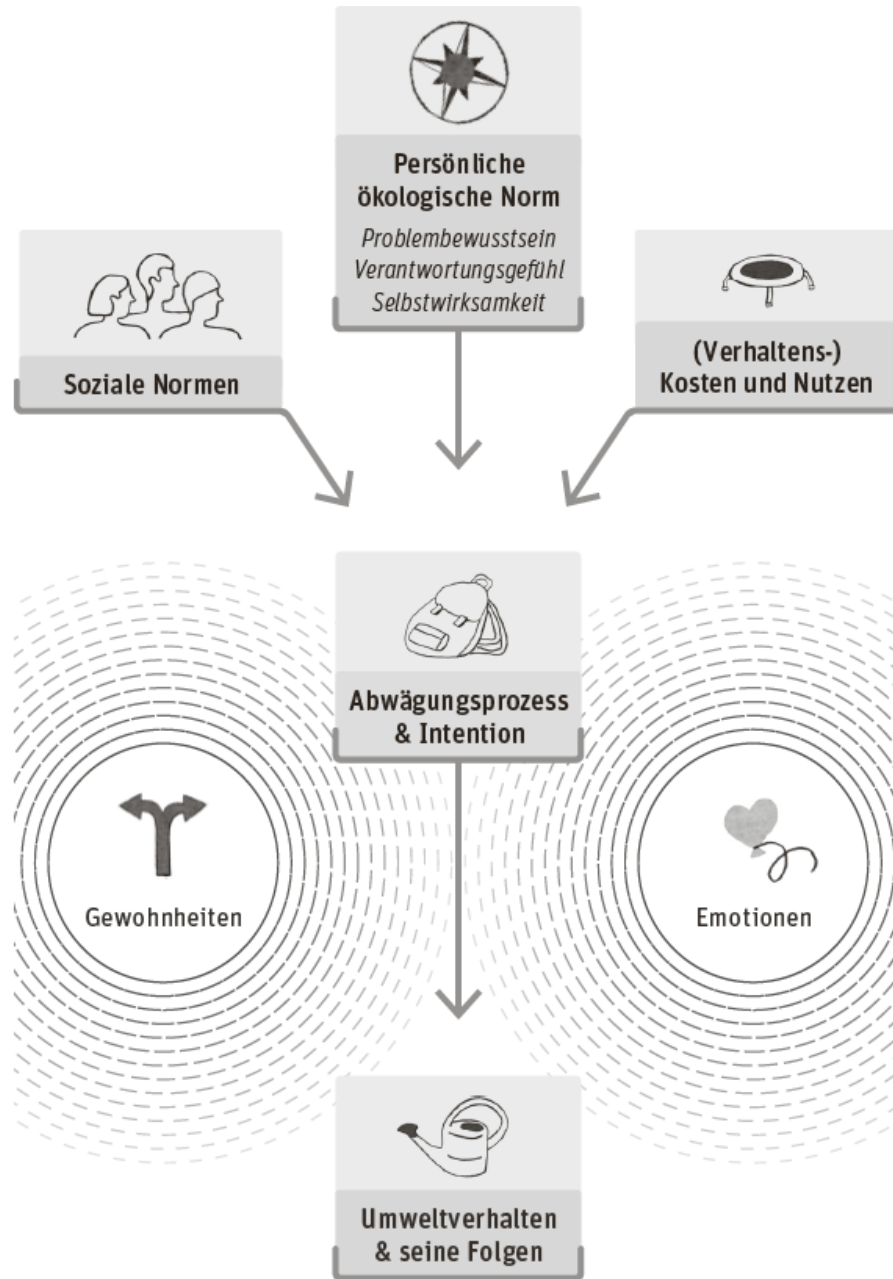 Persönliche
ökologische Norm
Problembewusstsein
Verantwortungsgefühl
Selbstwirksamkeit
Soziale Normen
(Verhaltens-)
Kosten und Nutzen
Abwägungsprozess
& Intention
Gewohnheiten
Emotionen
Umweltverhalten
& seine Folgen